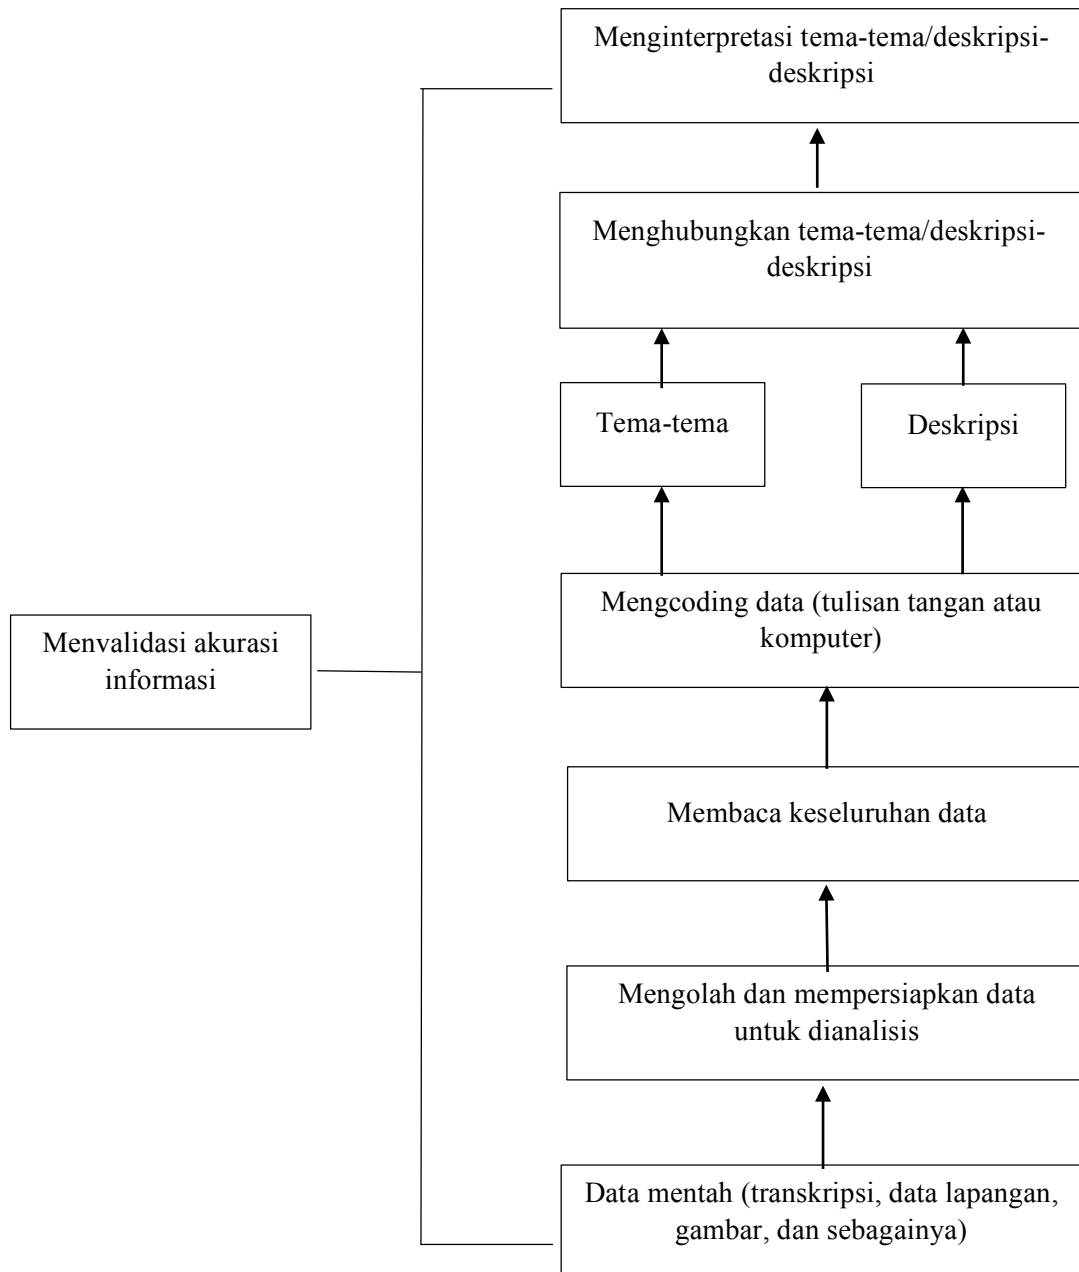 Menginterpretasi tema-tema/deskripsi-
deskripsi
Menghubungkan tema-tema/deskripsi-
deskripsi
Tema-tema
Deskripsi
Mengcoding data (tulisan tangan atau
komputer)
Menvalidasi akurasi
informasi
Membaca keseluruhan data
Mengolah dan mempersiapkan data
untuk dianalisis
Data mentah (transkripsi, data lapangan,
gambar, dan sebagainya)